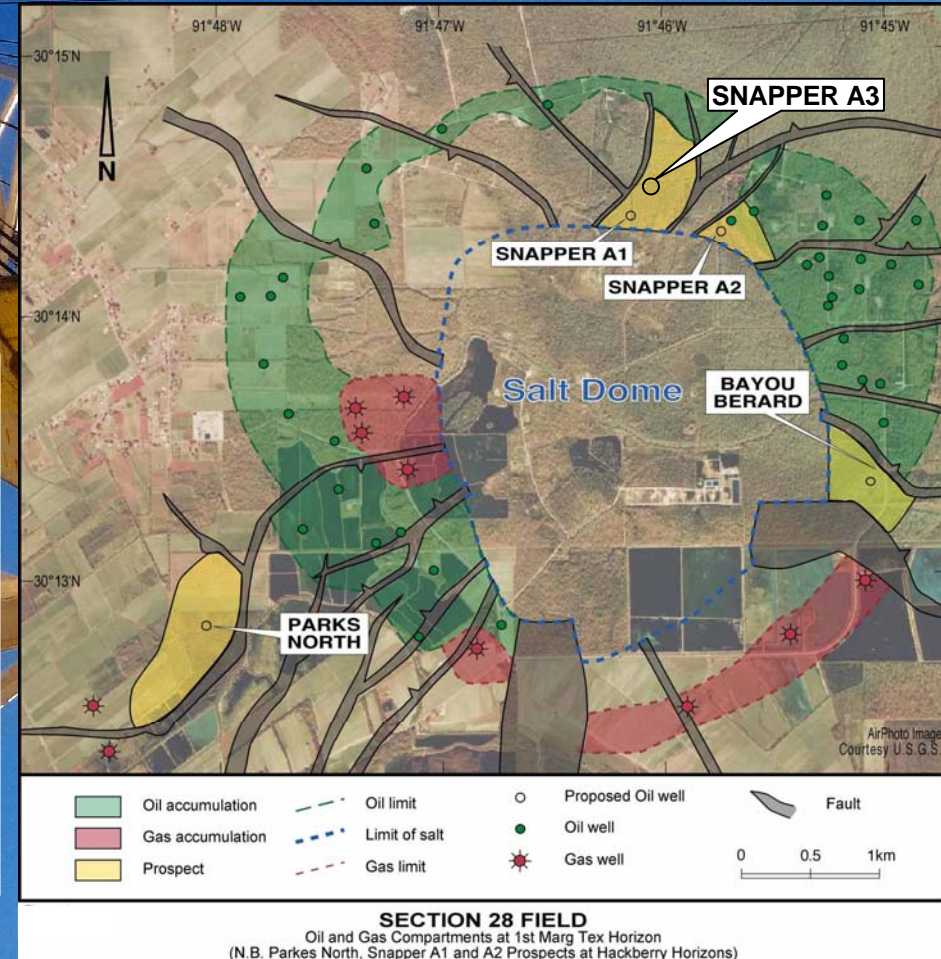 91°48'W
91°47'W
91°46'W
91°45'W
30°15'N
SNAPPER A3
N
SNAPPER A1
SNAPPER A2
30°14'N
Salt Dome
BAYOU
BERARD
30°13'N
PARKS
NORTH
AirPhoto Image
Courtesy U.S.G.S.
Oil accumulation
Gas accumulation
Prospect
Oil limit
Limit of salt
Gas limit
Proposed Oil well
Oil well
Gas well
Fault
0 0.5 1km
SECTION 28 FIELD
Oil and Gas Compartments at 1st Marg Tex Horizon
(N.B. Parkes North, Snapper A1 and A2 Prospects at Hackberry Horizons)